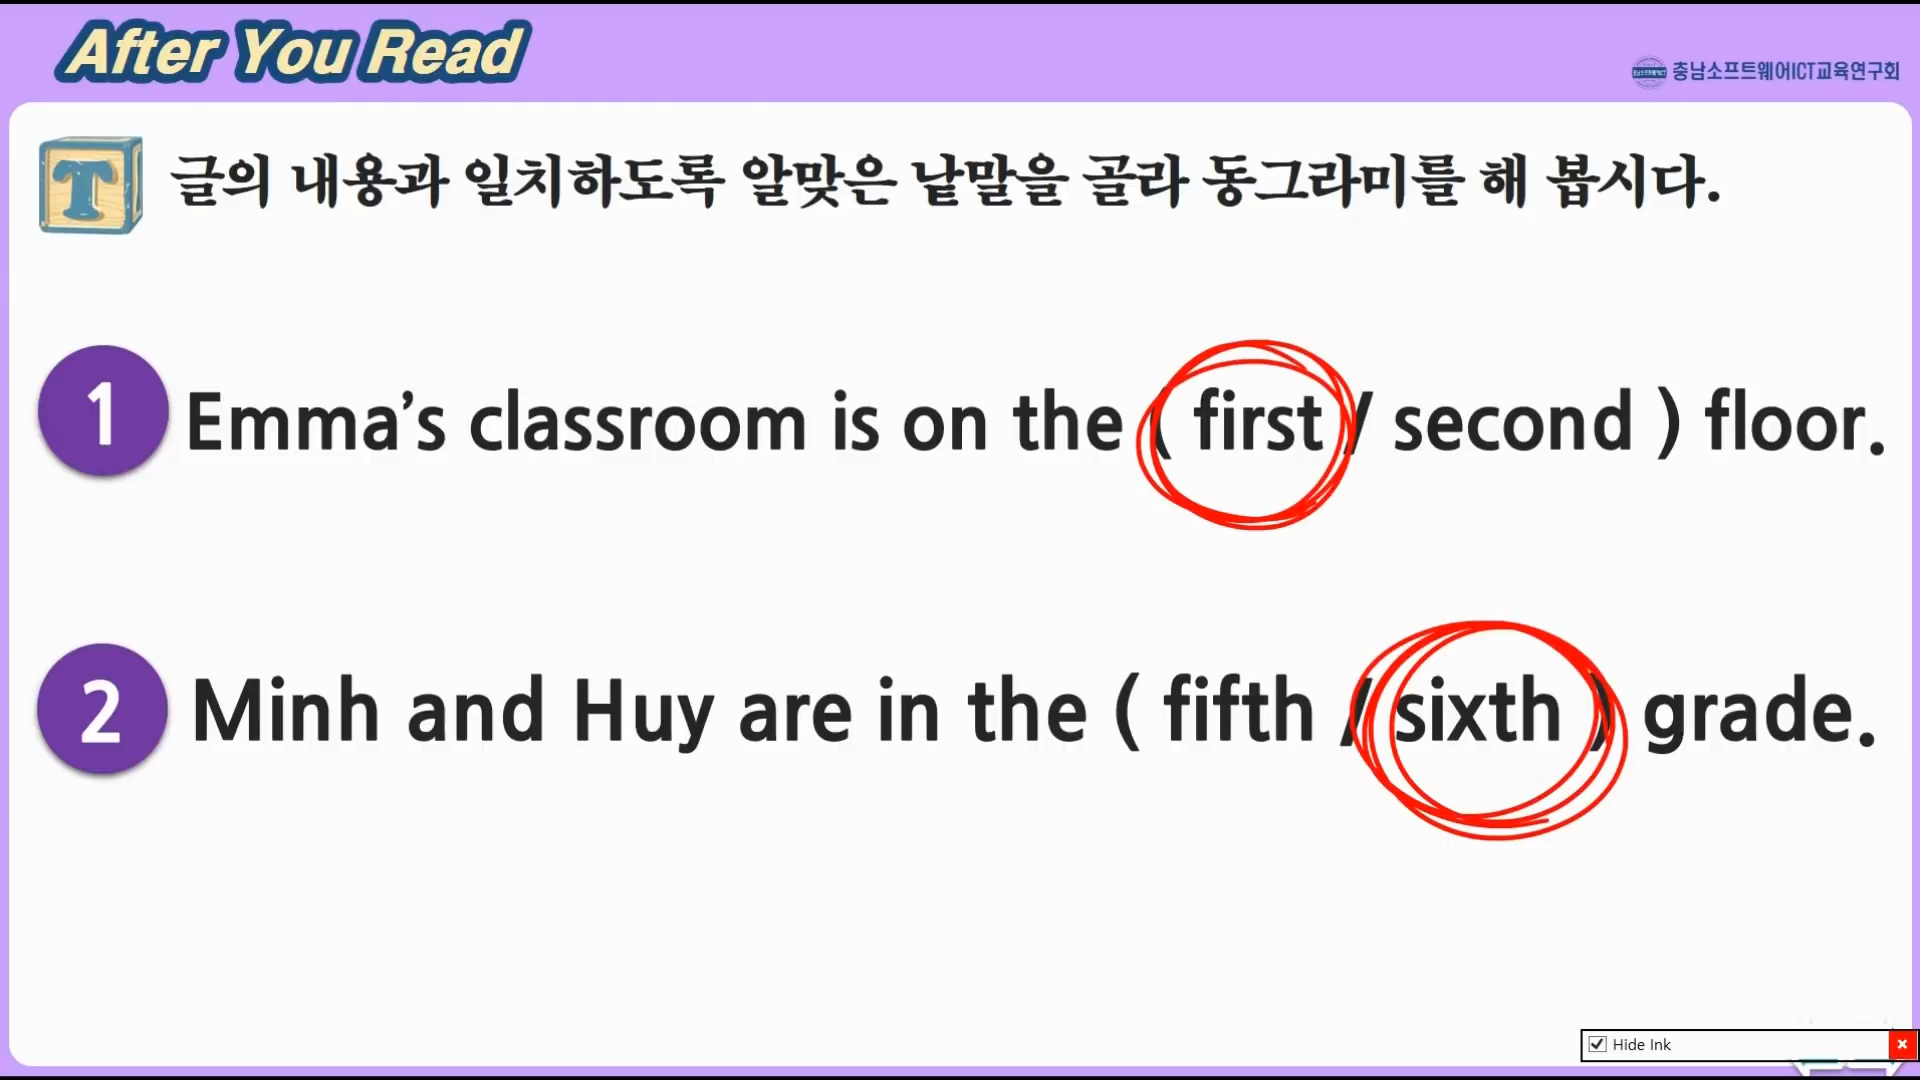 After You Read
충남소프트웨어ICT교육연구회
T 글의 내용과 일치하도록 알맞은 낱말을 골라 동그라미를 해 봅시다.
1 Emma’s classroom is on the ( first / second ) floor.
2 Minh and Huy are in the ( fifth / sixth ) grade.
Hide Ink